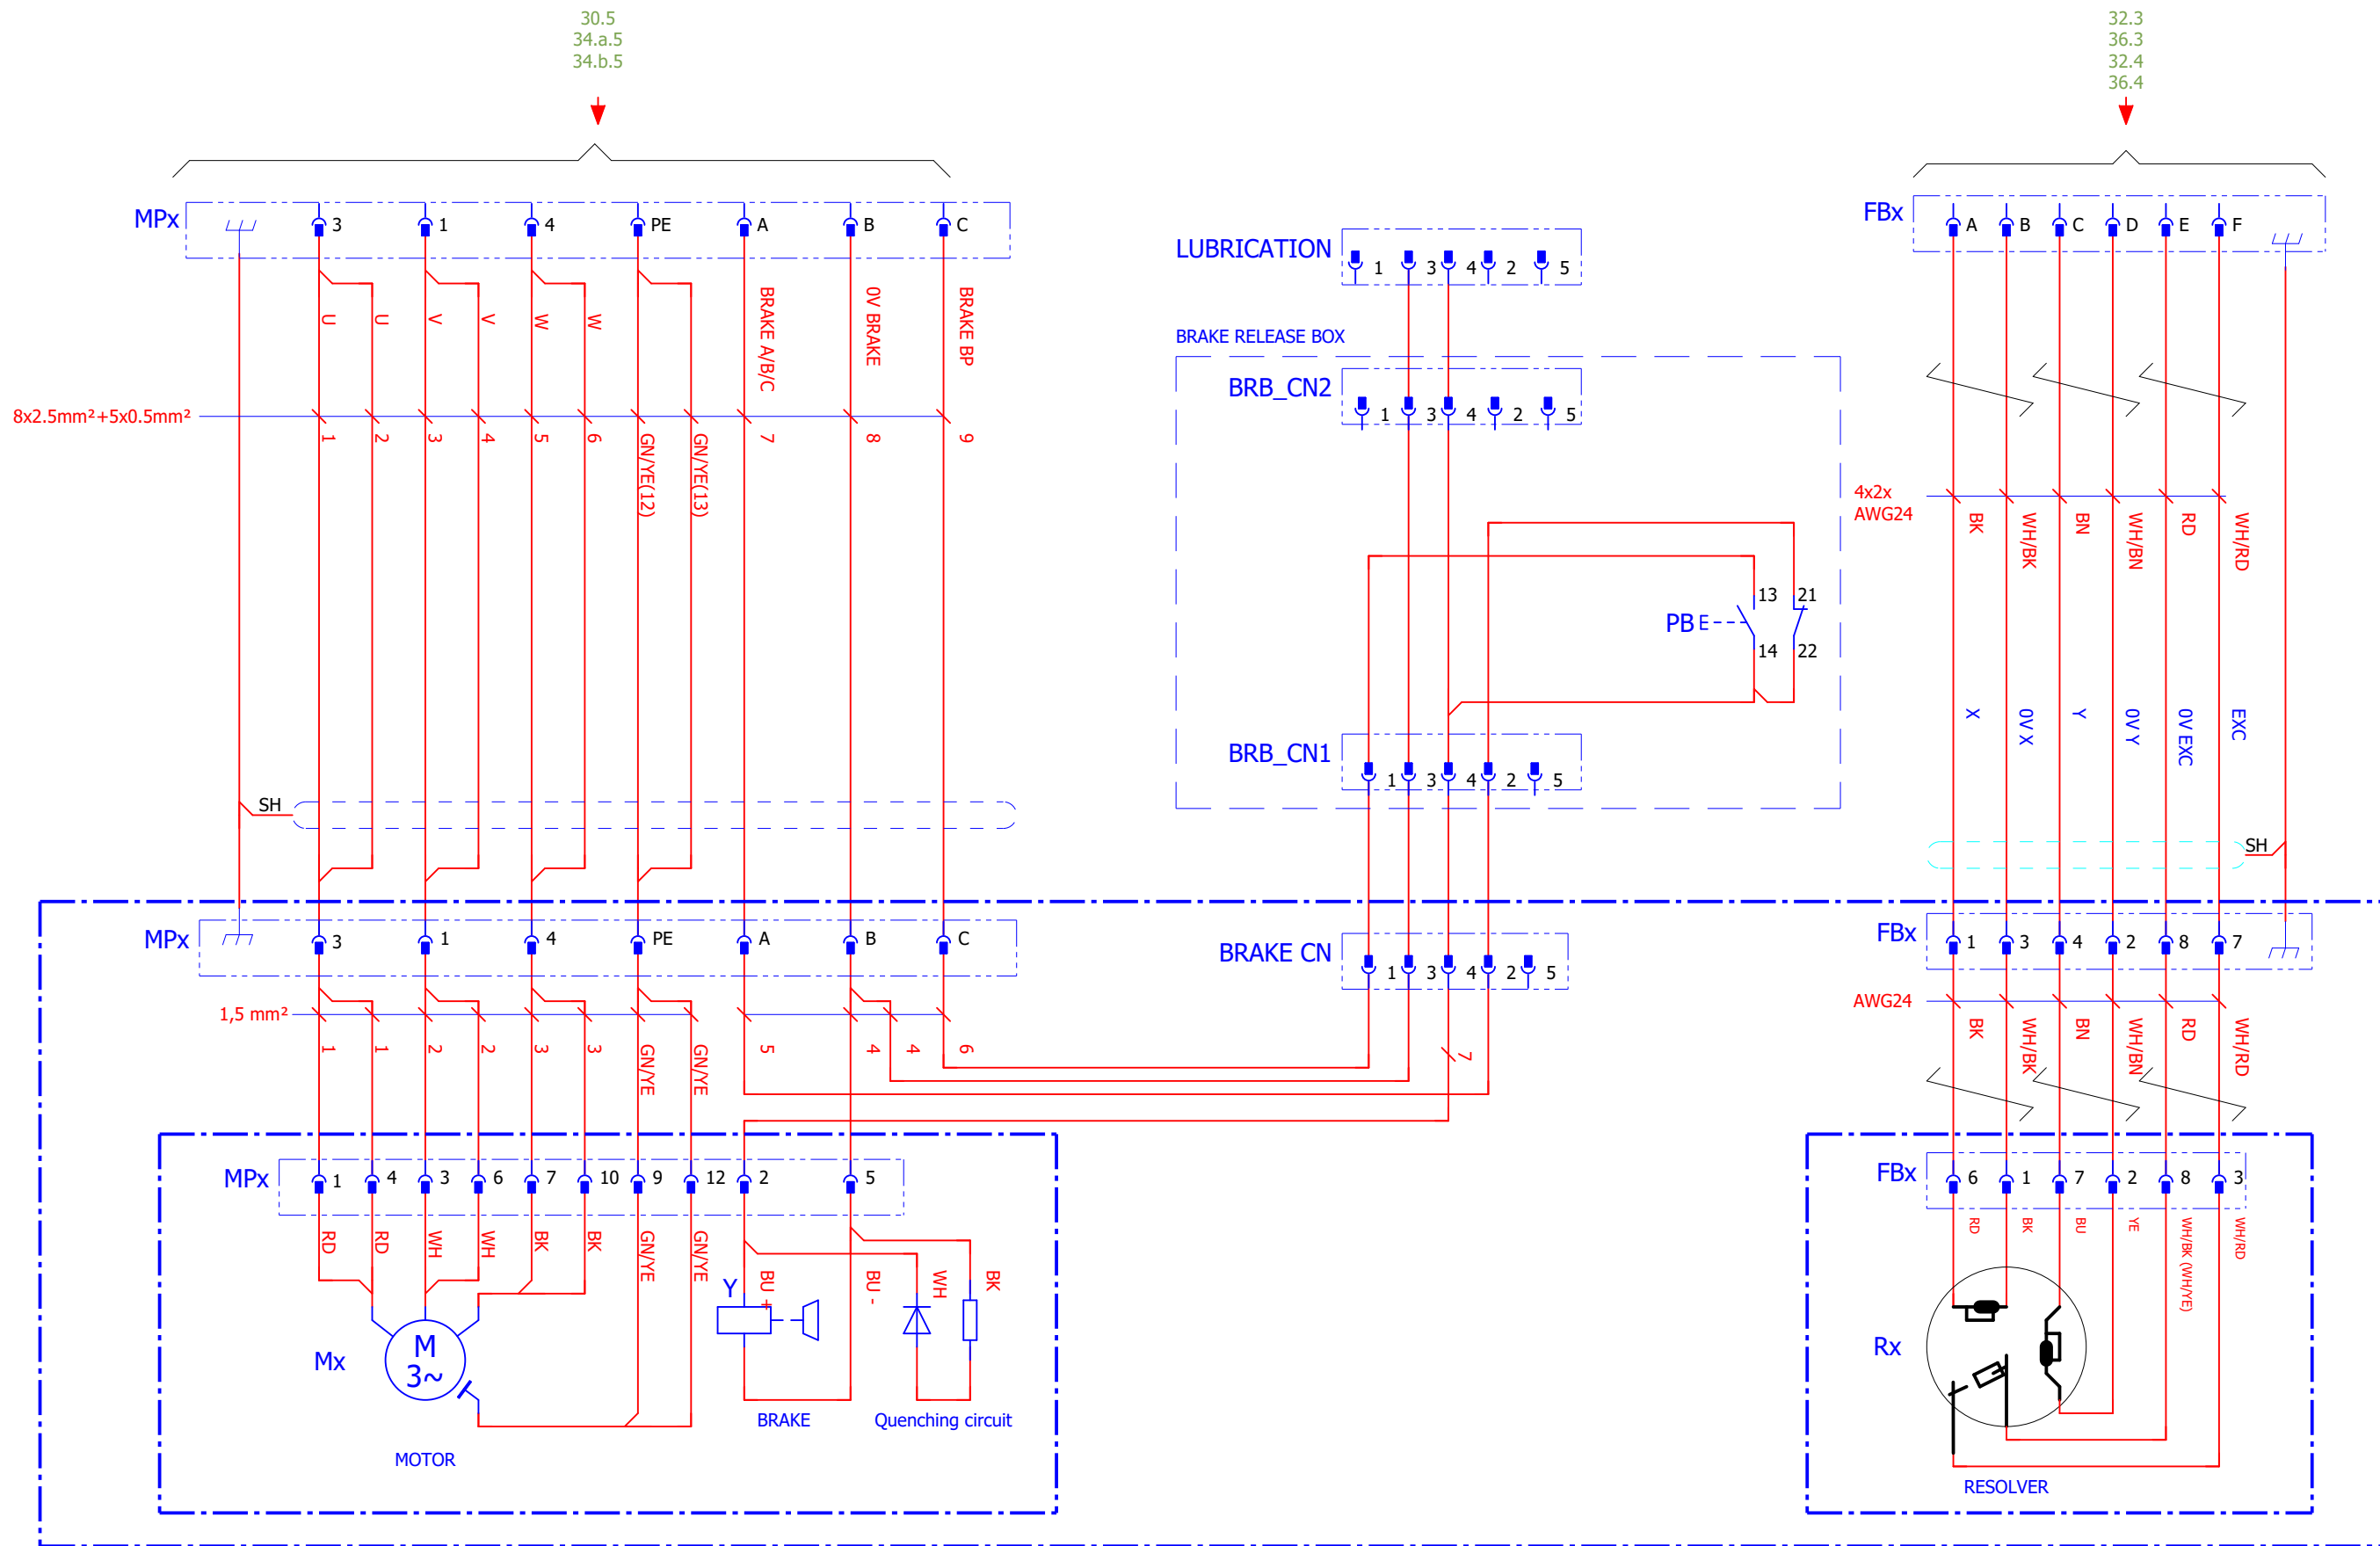 30.5
34.a.5
34.b.5
32.3
36.3
32.4
36.4
MPx
3
1
4
PE
A
B
C
FBx
A
B
C
D
E
F
LUBRICATION
1
3
4
2
5
U
U
V
V
W
W
BRAKE A/B/C
0V BRAKE
BRAKE BP
BRAKE RELEASE BOX
BRB_CN2
1
3
4
2
5
8x2.5mm²+5x0.5mm²
1
2
3
4
5
6
GN/YE(12)
GN/YE(13)
7
8
9
4x2x
AWG24
BK
WH/BK
BN
WH/BN
RD
WH/RD
13
21
PB E
14
22
X
0V X
Y
0V Y
0V EXC
EXC
BRB_CN1
1
3
4
2
5
SH
SH
MPx
3
1
4
PE
A
B
C
BRAKE CN
1
3
4
2
5
FBx
1
3
4
2
8
7
1,5 mm²
1
1
2
2
3
3
GN/YE
GN/YE
5
4
4
6
7
AWG24
BK
WH/BK
BN
WH/BN
RD
WH/RD
MPx
1
4
3
6
7
10
9
12
2
5
FBx
6
1
7
2
8
3
RD
RD
WH
WH
BK
BK
GN/YE
GN/YE
BU +
BU -
WH
BK
RD
BK
BU
YE
WH/BK (WH/YE)
WH/RD
Y
Mx
M
3~
Rx
BRAKE
Quenching circuit
MOTOR
RESOLVER